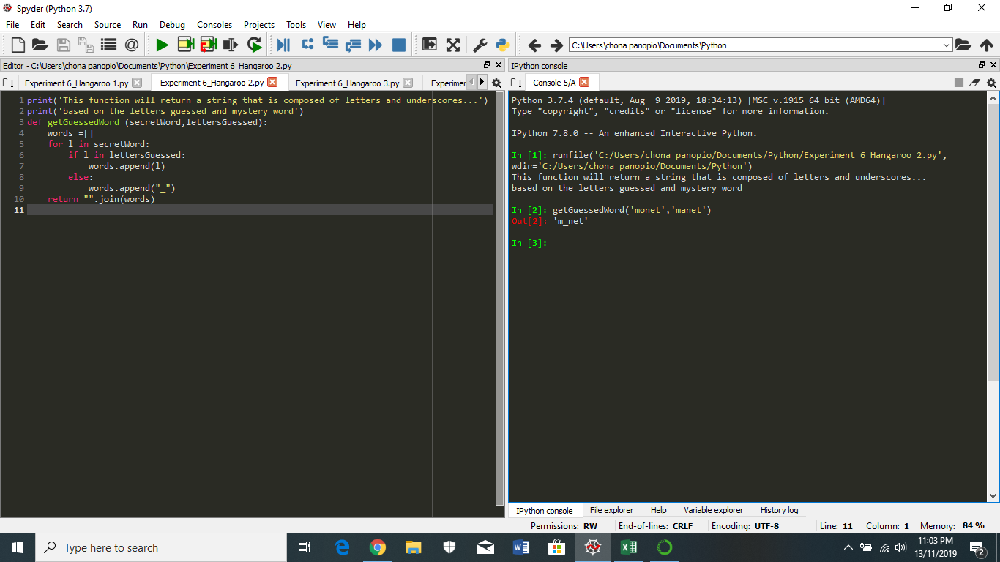 Spyder (Python 3.7)
File Edit Search Source Run Debug Consoles Projects Tools View Help
C:\Users\chona panopio\Documents\Python
Editor - C:\Users\chona panopio\Documents\Python\Experiment 6_Hangaroo 2.py
Experiment 6_Hangaroo 1.py Experiment 6_Hangaroo 2.py Experiment 6_Hangaroo 3.py
1 print('This function will return a string that is composed of letters and underscores...')
2 print('based on the letters guessed and mystery word')
3 def getGuessedWord (secretWord,lettersGuessed):
4     words =[]
5     for l in secretWord:
6         if l in lettersGuessed:
7             words.append(l)
8         else:
9             words.append("_")
10     return "".join(words)
11
IPython console
Console 5/A
Python 3.7.4 (default, Aug  9 2019, 18:34:13) [MSC v.1915 64 bit (AMD64)]
Type "copyright", "credits" or "license" for more information.
IPython 7.8.0 -- An enhanced Interactive Python.
In [1]: runfile('C:/Users/chona panopio/Documents/Python/Experiment 6_Hangaroo 2.py',
wdir='C:/Users/chona panopio/Documents/Python')
This function will return a string that is composed of letters and underscores...
based on the letters guessed and mystery word
In [2]: getGuessedWord('monet','manet')
Out[2]: 'm_net'
In [3]:
IPython console File explorer Help Variable explorer History log
Permissions: RW End-of-lines: CRLF Encoding: UTF-8 Line: 11 Column: 1 Memory: 84 %
Type here to search
11:03 PM
13/11/2019
2